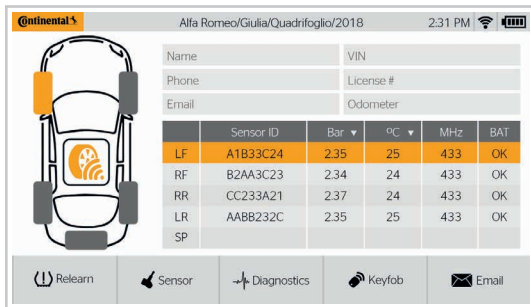 Continental Alfa Romeo/Giulia/Quadrifoglio/2018 2:31 PM
Name VIN
Phone License #
Email Odometer
Sensor ID Bar ▼ ºC ▼ MHz BAT
LF A1B33C24 2.35 25 433 OK
RF B2AA3C23 2.34 24 433 OK
RR CC233A21 2.37 24 433 OK
LR AABB232C 2.35 25 433 OK
SP
Relearn Sensor Diagnostics Keyfob Email